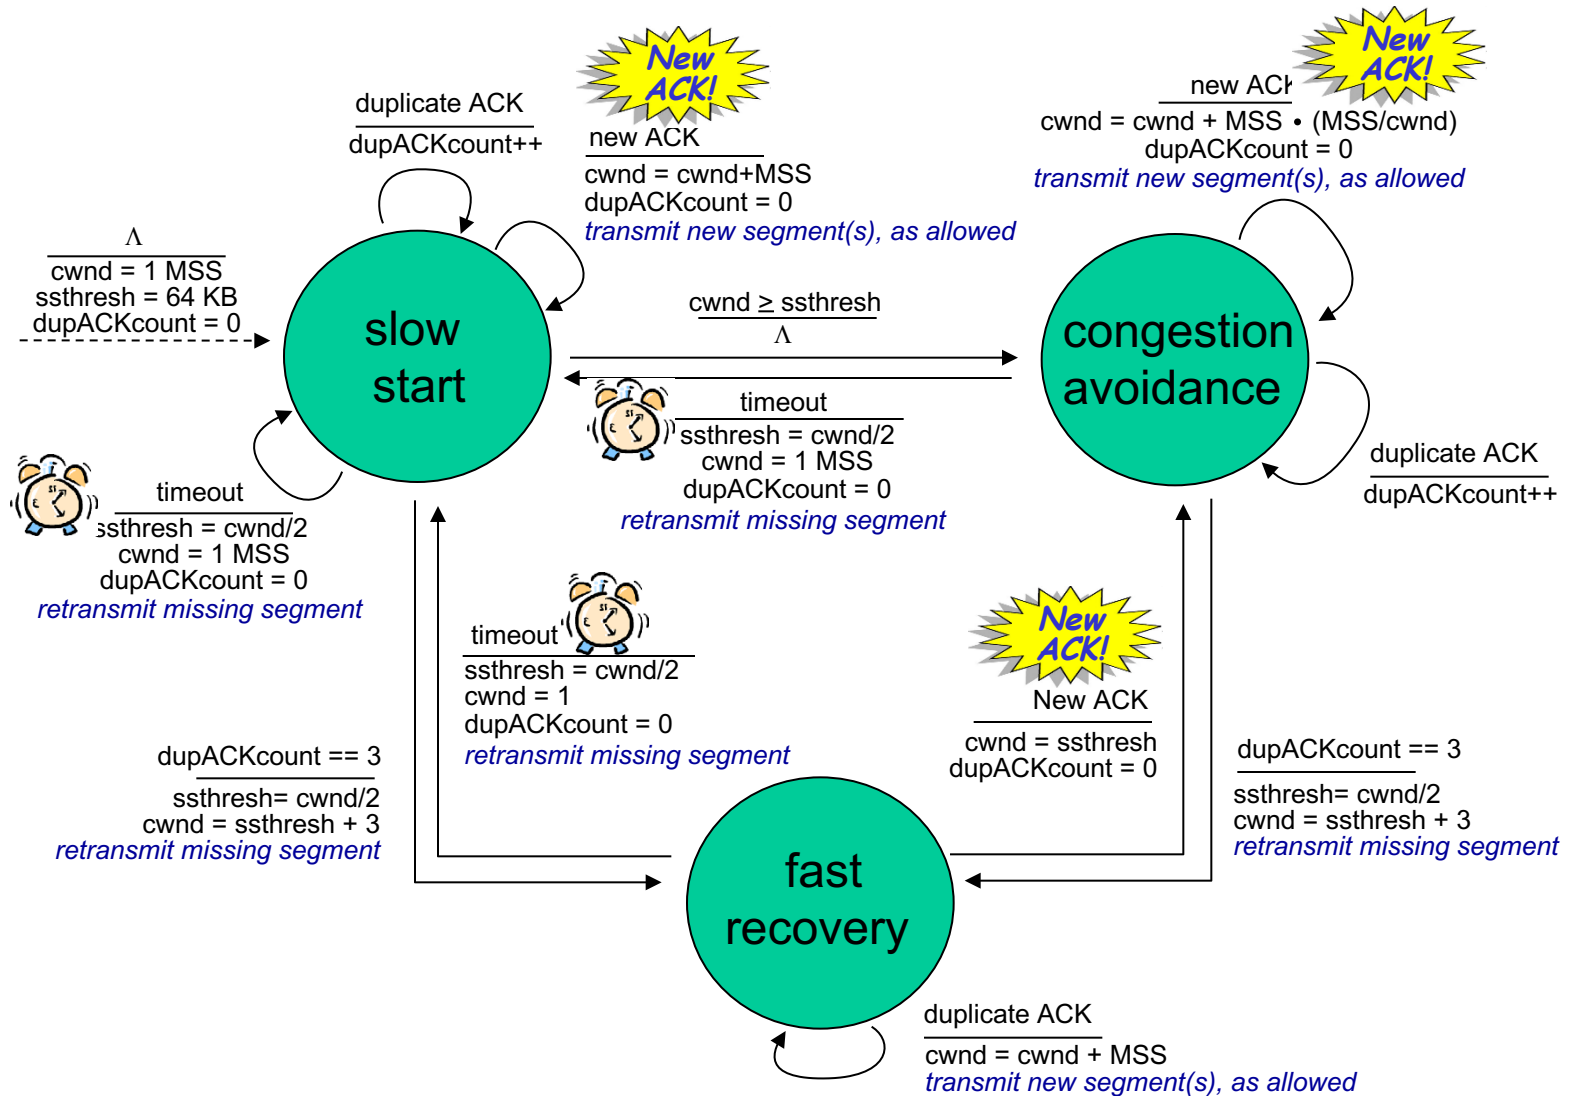 New
ACK!
duplicate ACK
dupACKcount++
new ACK
cwnd = cwnd+MSS
dupACKcount = 0
transmit new segment(s), as allowed
New
ACK!
new ACK
cwnd = cwnd + MSS • (MSS/cwnd)
dupACKcount = 0
transmit new segment(s), as allowed
Λ
cwnd = 1 MSS
ssthresh = 64 KB
dupACKcount = 0
slow
start
cwnd ≥ ssthresh
Λ
congestion
avoidance
timeout
ssthresh = cwnd/2
cwnd = 1 MSS
dupACKcount = 0
retransmit missing segment
duplicate ACK
dupACKcount++
timeout
ssthresh = cwnd/2
cwnd = 1 MSS
dupACKcount = 0
retransmit missing segment
timeout
ssthresh = cwnd/2
cwnd = 1
dupACKcount = 0
retransmit missing segment
New
ACK!
New ACK
cwnd = ssthresh
dupACKcount = 0
dupACKcount == 3
ssthresh= cwnd/2
cwnd = ssthresh + 3
retransmit missing segment
dupACKcount == 3
ssthresh= cwnd/2
cwnd = ssthresh + 3
retransmit missing segment
fast
recovery
duplicate ACK
cwnd = cwnd + MSS
transmit new segment(s), as allowed